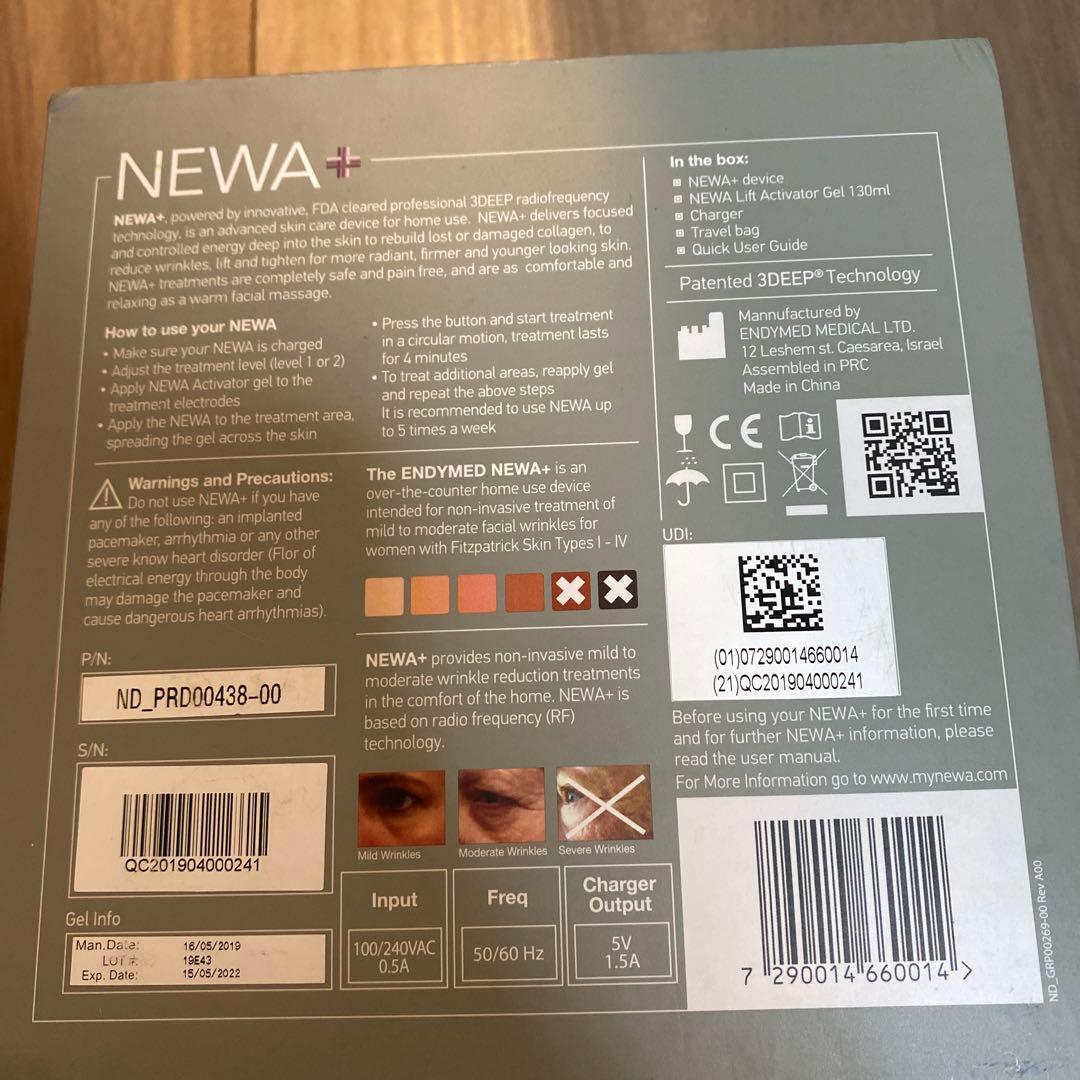 NEWA+
NEWA+, powered by innovative, FDA cleared professional 3DEEP radiofrequency
technology, is an advanced skin care device for home use. NEWA+ delivers focused
and controlled energy deep into the skin to rebuild lost or damaged collagen, to
reduce wrinkles, lift and tighten for more radiant, firmer and younger looking skin.
NEWA+ treatments are completely safe and pain free, and are as comfortable and
relaxing as a warm facial massage.
How to use your NEWA
• Make sure your NEWA is charged
• Adjust the treatment level (level 1 or 2)
• Apply NEWA Activator gel to the
treatment electrodes
• Apply the NEWA to the treatment area,
spreading the gel across the skin
• Press the button and start treatment
in a circular motion, treatment lasts
for 4 minutes
• To treat additional areas, reapply gel
and repeat the above steps
It is recommended to use NEWA up
to 5 times a week
Warnings and Precautions:
Do not use NEWA+ if you have
any of the following: an implanted
pacemaker, arrhythmia or any other
severe know heart disorder (Flor of
electrical energy through the body
may damage the pacemaker and
cause dangerous heart arrhythmias).
P/N:
ND_PRD00438-00
S/N:
QC201904000241
Gel Info
Man.Date: 16/05/2019
LOT #: 19E43
Exp. Date: 15/05/2022
The ENDYMED NEWA+ is an
over-the-counter home use device
intended for non-invasive treatment of
mild to moderate facial wrinkles for
women with Fitzpatrick Skin Types I - IV
NEWA+ provides non-invasive mild to
moderate wrinkle reduction treatments
in the comfort of the home. NEWA+ is
based on radio frequency (RF)
technology.
Mild Wrinkles
Moderate Wrinkles
Severe Wrinkles
Input
100/240VAC
0.5A
Freq
50/60 Hz
Charger
Output
5V
1.5A
In the box:
NEWA+ device
NEWA Lift Activator Gel 130ml
Charger
Travel bag
Quick User Guide
Patented 3DEEP® Technology
Mannufactured by
ENDYMED MEDICAL LTD.
12 Leshem st. Caesarea, Israel
Assembled in PRC
Made in China
CE
UDI:
(01)07290014660014
(21)QC201904000241
Before using your NEWA+ for the first time
and for further NEWA+ information, please
read the user manual.
For More Information go to www.mynewa.com
7 290014 660014 >
ND_GRP00269-00 Rev A00